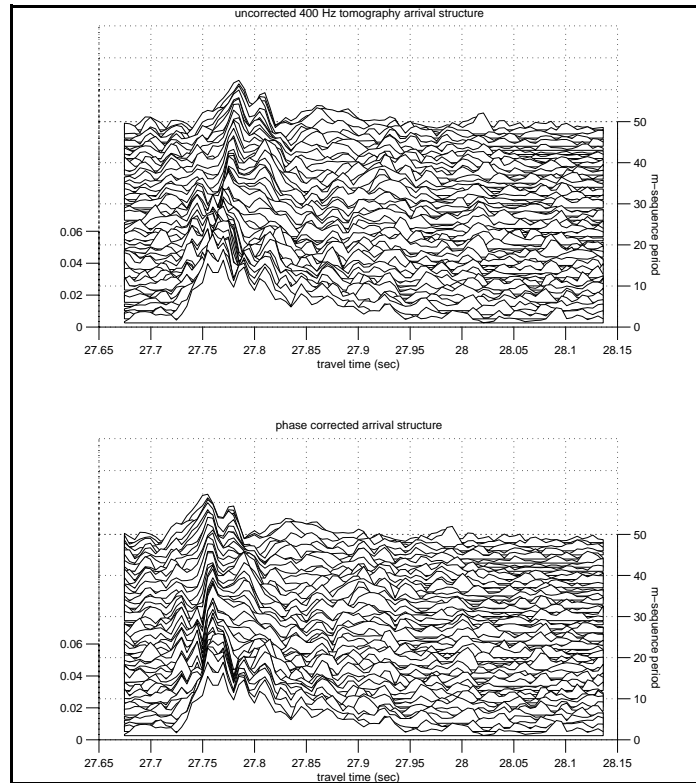 uncorrected 400 Hz tomography arrival structure
50
40
30
20
10
0
m−sequence period
0.06
0.04
0.02
0
27.65 27.7 27.75 27.8 27.85 27.9 27.95 28 28.05 28.1 28.15
travel time (sec)
phase corrected arrival structure
50
40
30
20
10
0
m−sequence period
0.06
0.04
0.02
0
27.65 27.7 27.75 27.8 27.85 27.9 27.95 28 28.05 28.1 28.15
travel time (sec)